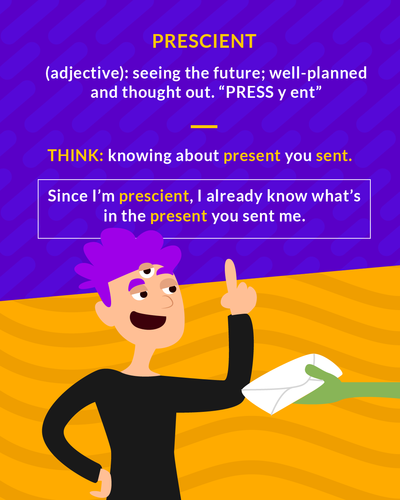 PRESCIENT
(adjective): seeing the future; well-planned
and thought out. “PRESS y ent”
THINK: knowing about present you sent.
Since I’m prescient, I already know what’s
in the present you sent me.